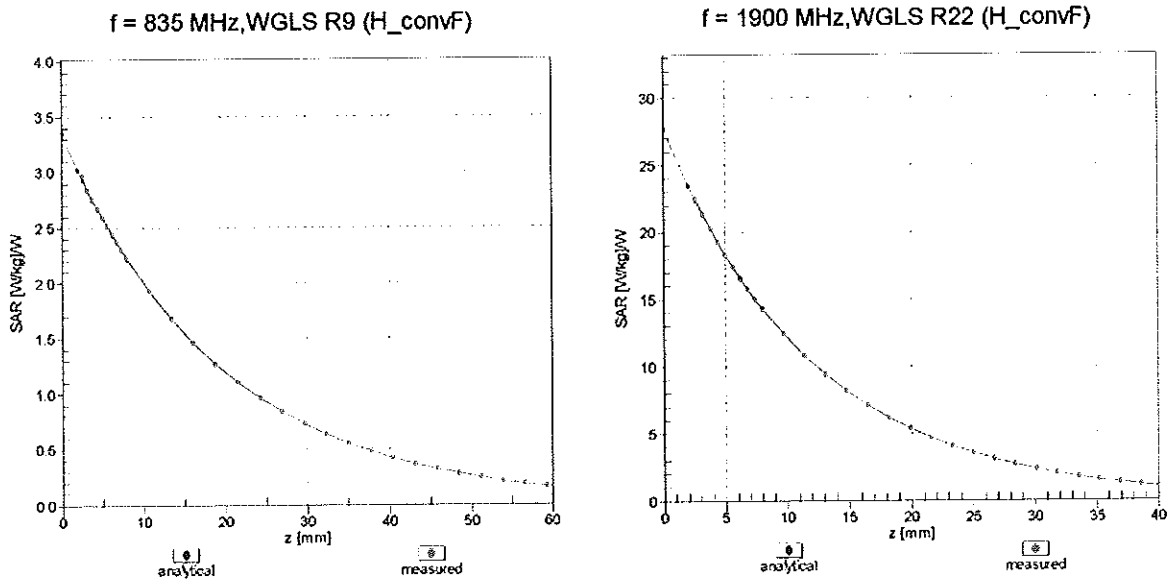 f = 835 MHz,WGLS R9 (H_convF)
4.0
3.5
3.0
2.5
2.0
1.5
1.0
0.5
0.0
SAR [W/kg]/W
0 10 20 30 40 50 60
z [mm]
analytical measured
f = 1900 MHz,WGLS R22 (H_convF)
30
25
20
15
10
5
0
SAR [W/kg]/W
0 5 10 15 20 25 30 35 40
z [mm]
analytical measured